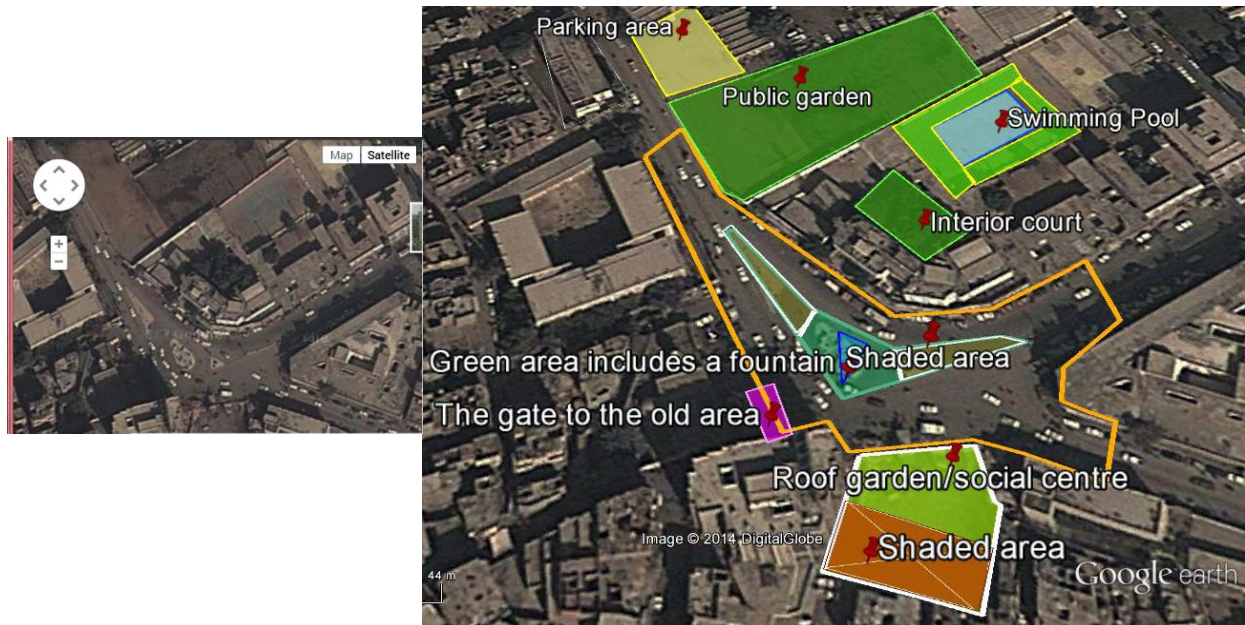 Map Satellite
+
−
Parking area
Public garden
Swimming Pool
Interior court
Green area includes a fountain
Shaded area
The gate to the old area
Roof garden/social centre
Image © 2014 DigitalGlobe
Shaded area
44 m
Google earth